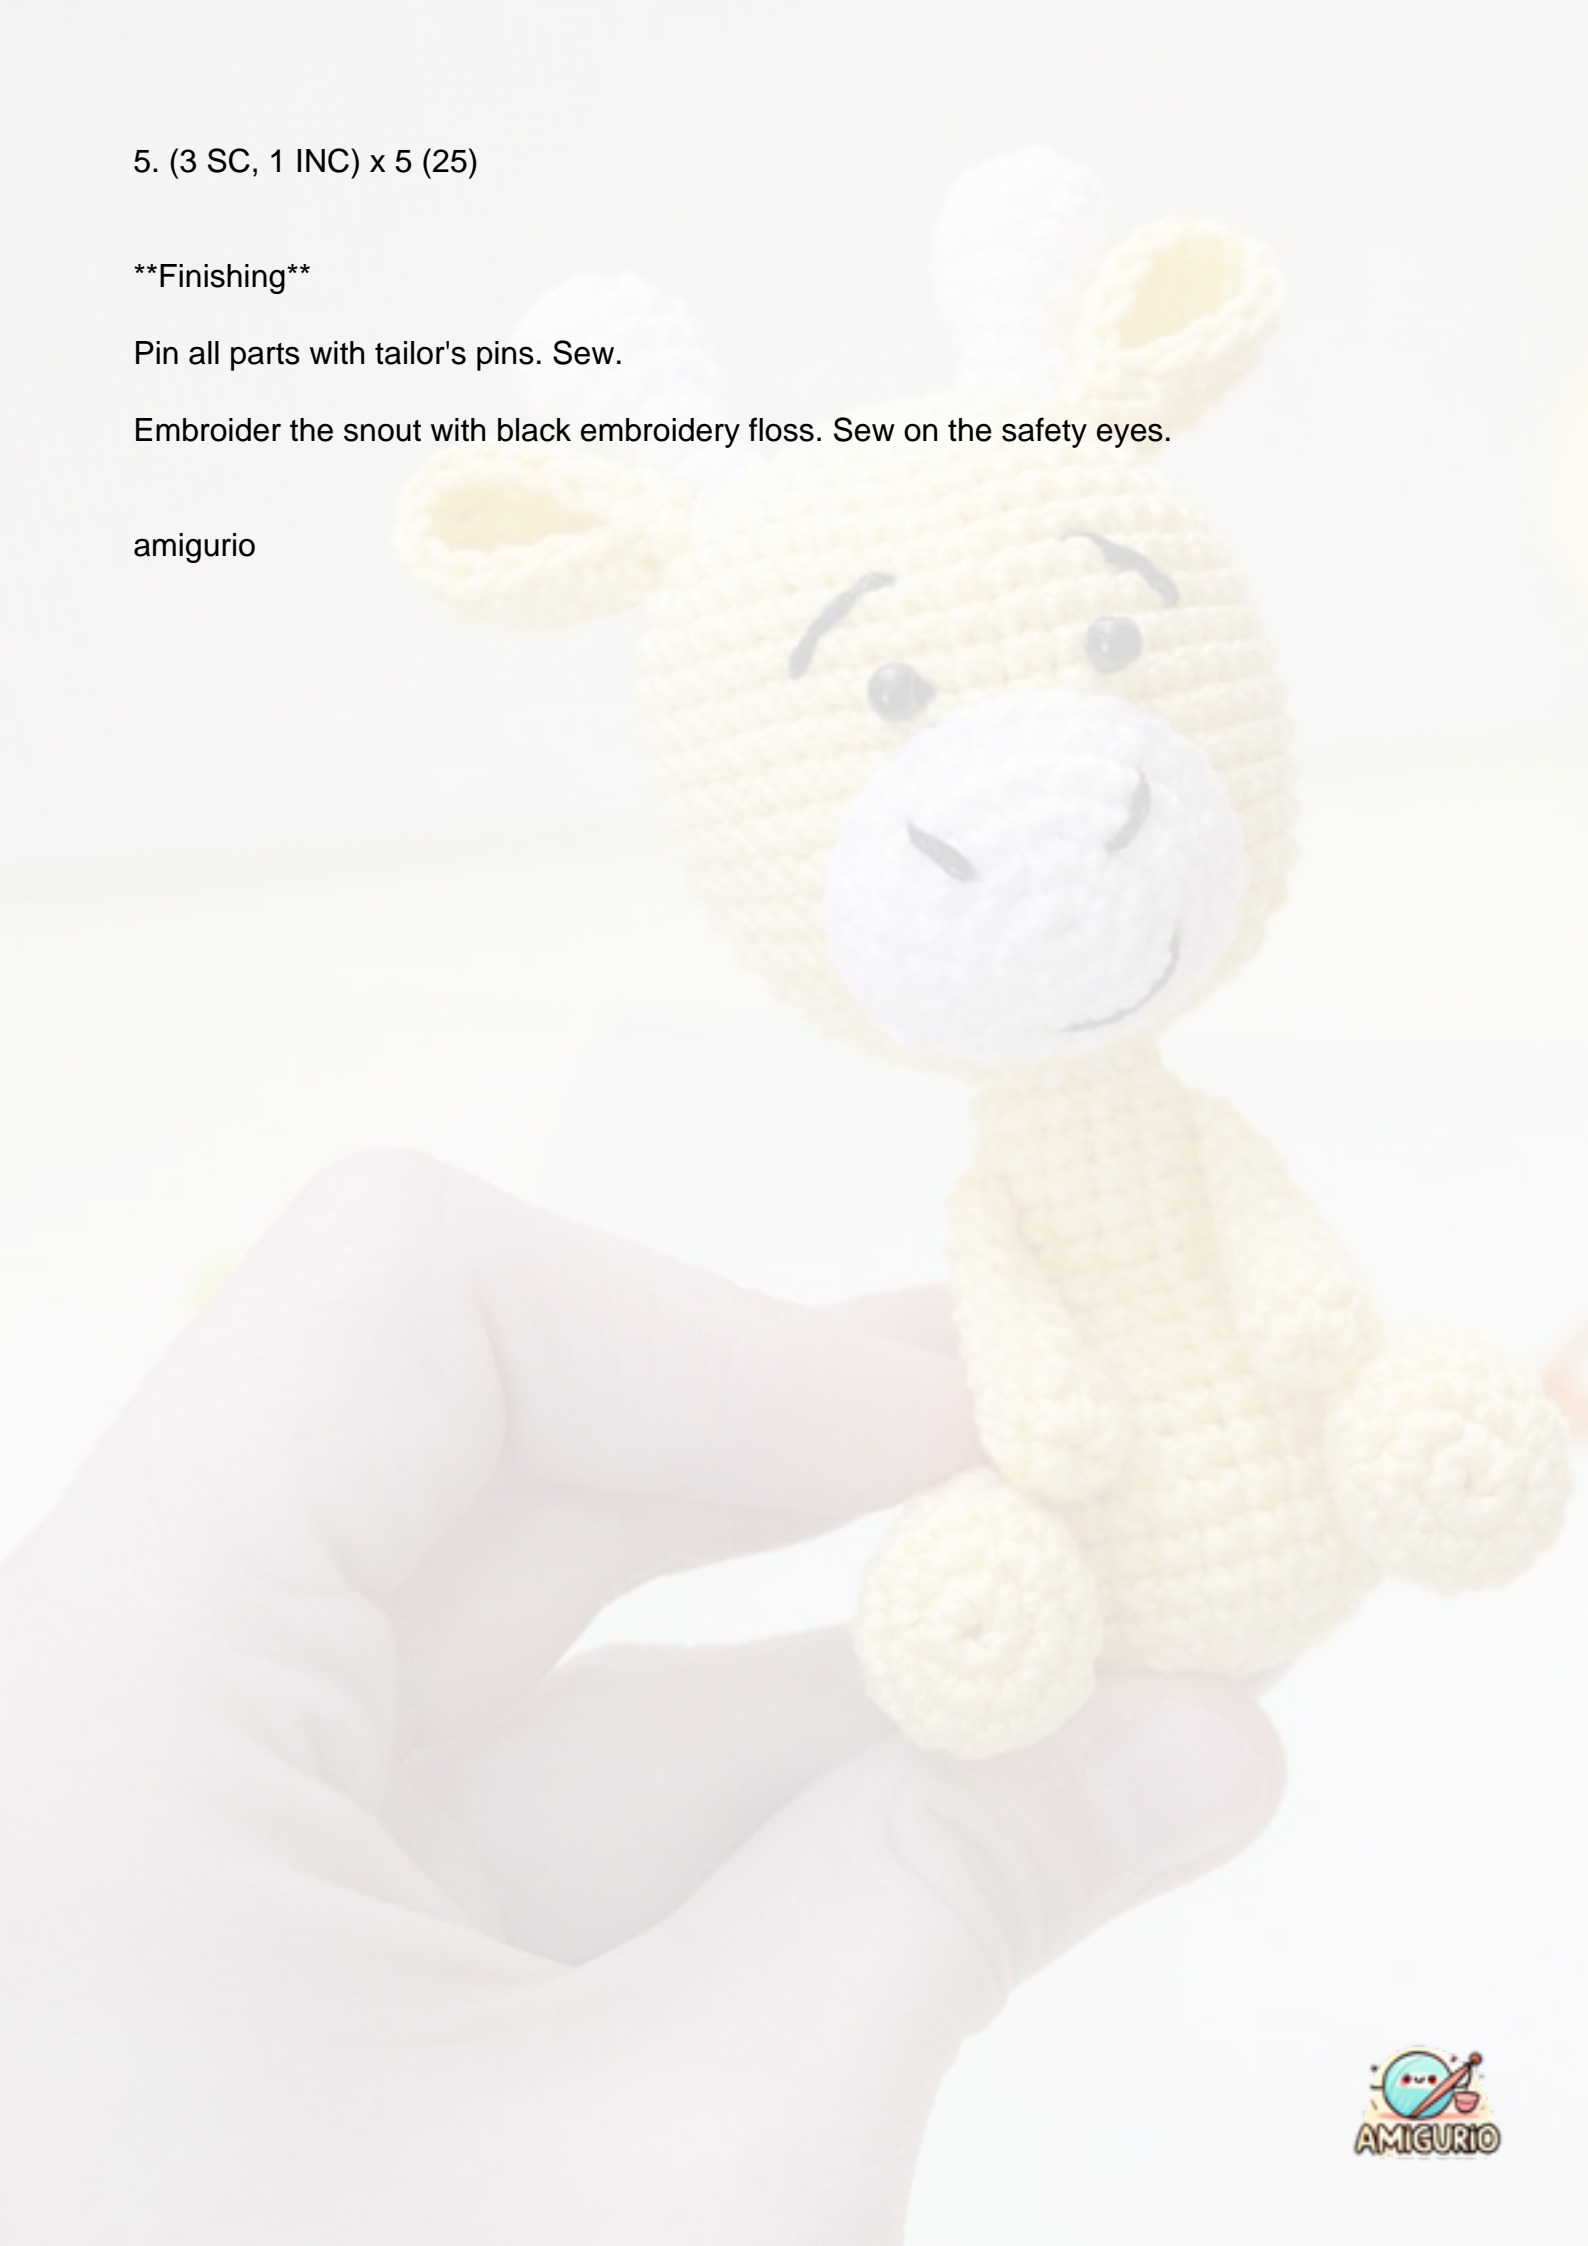 5. (3 SC, 1 INC) x 5 (25)
**Finishing**
Pin all parts with tailor's pins. Sew.
Embroider the snout with black embroidery floss. Sew on the safety eyes.
amigurio
AMIGURIO